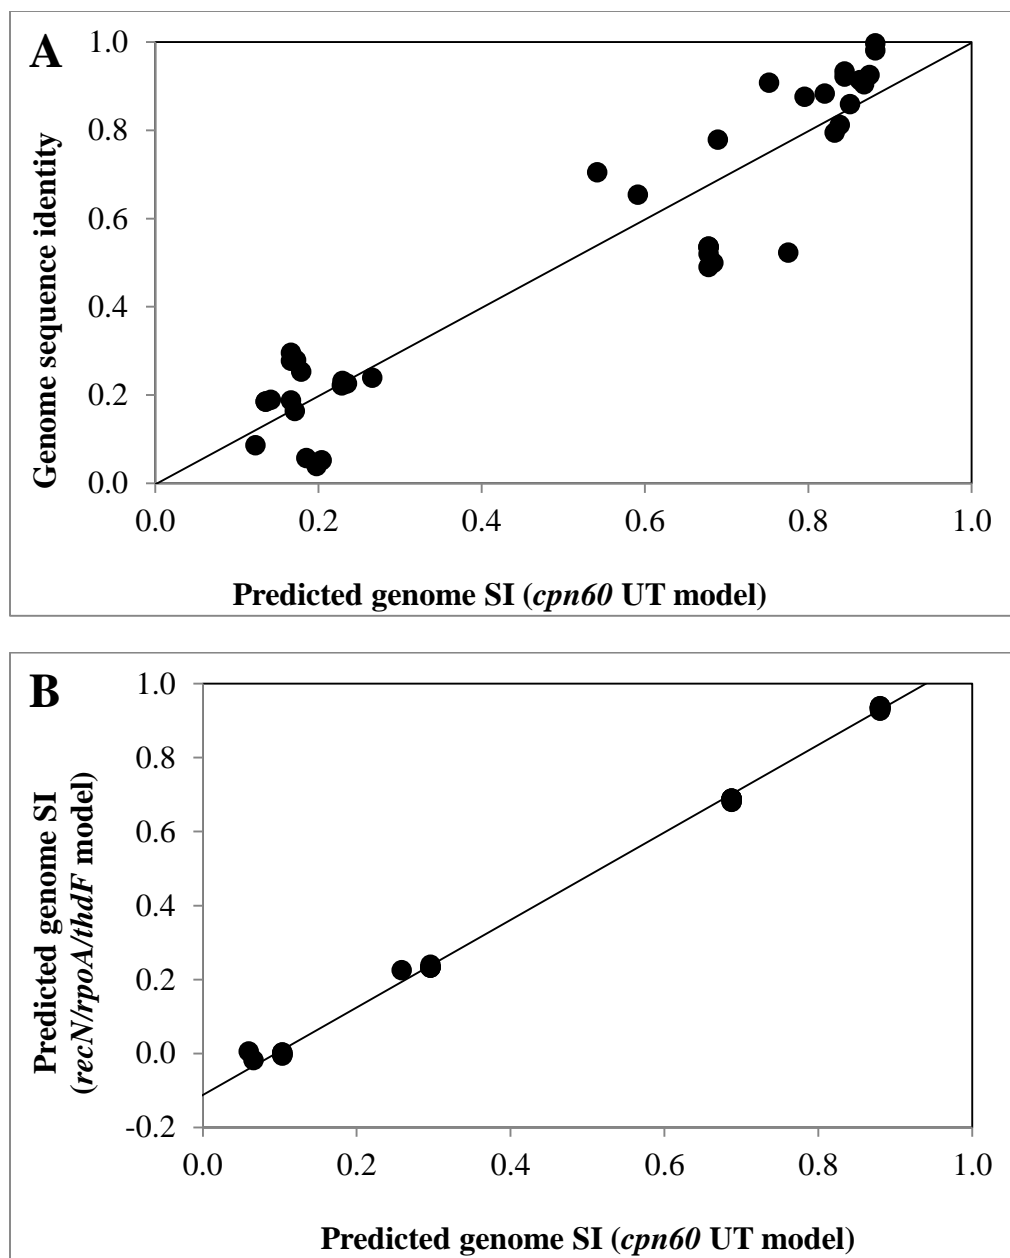 A
1.0
0.8
0.6
0.4
0.2
0.0
Genome sequence identity
0.0 0.2 0.4 0.6 0.8 1.0
Predicted genome SI (cpn60 UT model)
B
1.0
0.8
0.6
0.4
0.2
0.0
-0.2
Predicted genome SI
(recN/rpoA/thdF model)
0.0 0.2 0.4 0.6 0.8 1.0
Predicted genome SI (cpn60 UT model)